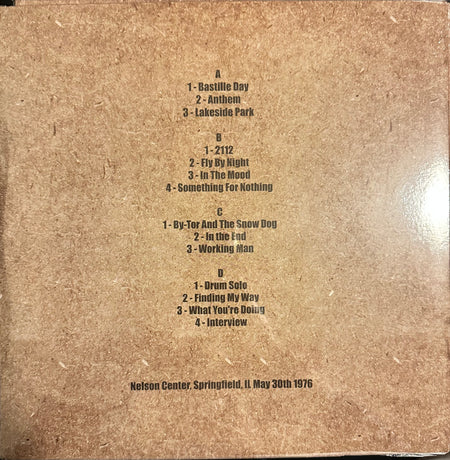 A
1 - Bastille Day
2 - Anthem
3 - Lakeside Park
B
1 - 2112
2 - Fly By Night
3 - In The Mood
4 - Something For Nothing
C
1 - By-Tor And The Snow Dog
2 - In the End
3 - Working Man
D
1 - Drum Solo
2 - Finding My Way
3 - What You're Doing
4 - Interview
Nelson Center, Springfield, Il May 30th 1976